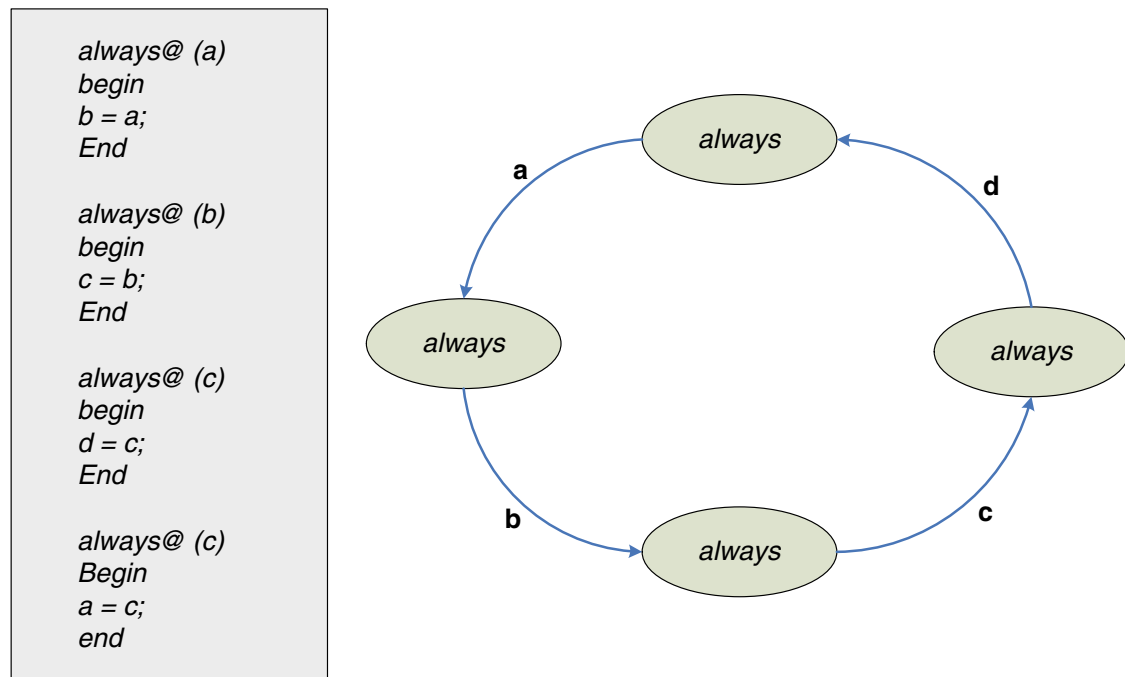 always@ (a)
begin
b = a;
End
always@ (b)
begin
c = b;
End
always@ (c)
begin
d = c;
End
always@ (c)
Begin
a = c;
end
always
a
d
always
always
b
c
always